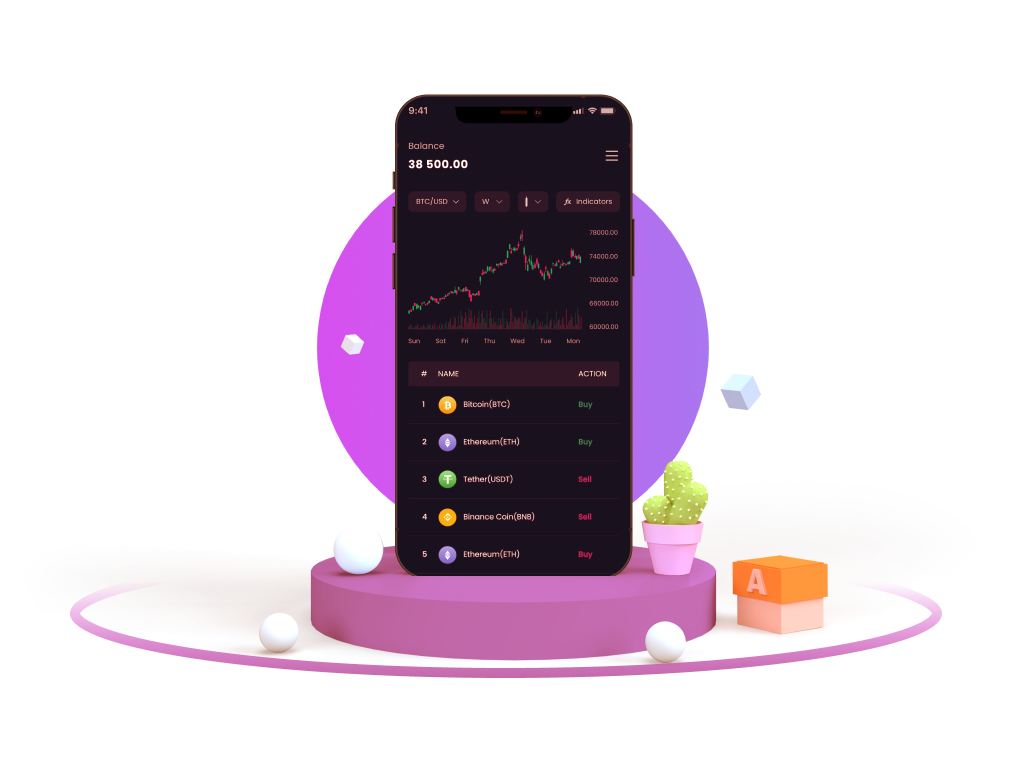 9:41
Balance
38 500.00
BTC/USD W fx Indicators
78000.00
74000.00
70000.00
66000.00
60000.00
Sun Sat Fri Thu Wed Tue Mon
# NAME ACTION
1 Bitcoin(BTC) Buy
2 Ethereum(ETH) Buy
3 Tether(USDT) Sell
4 Binance Coin(BNB) Sell
5 Ethereum(ETH) Buy
A